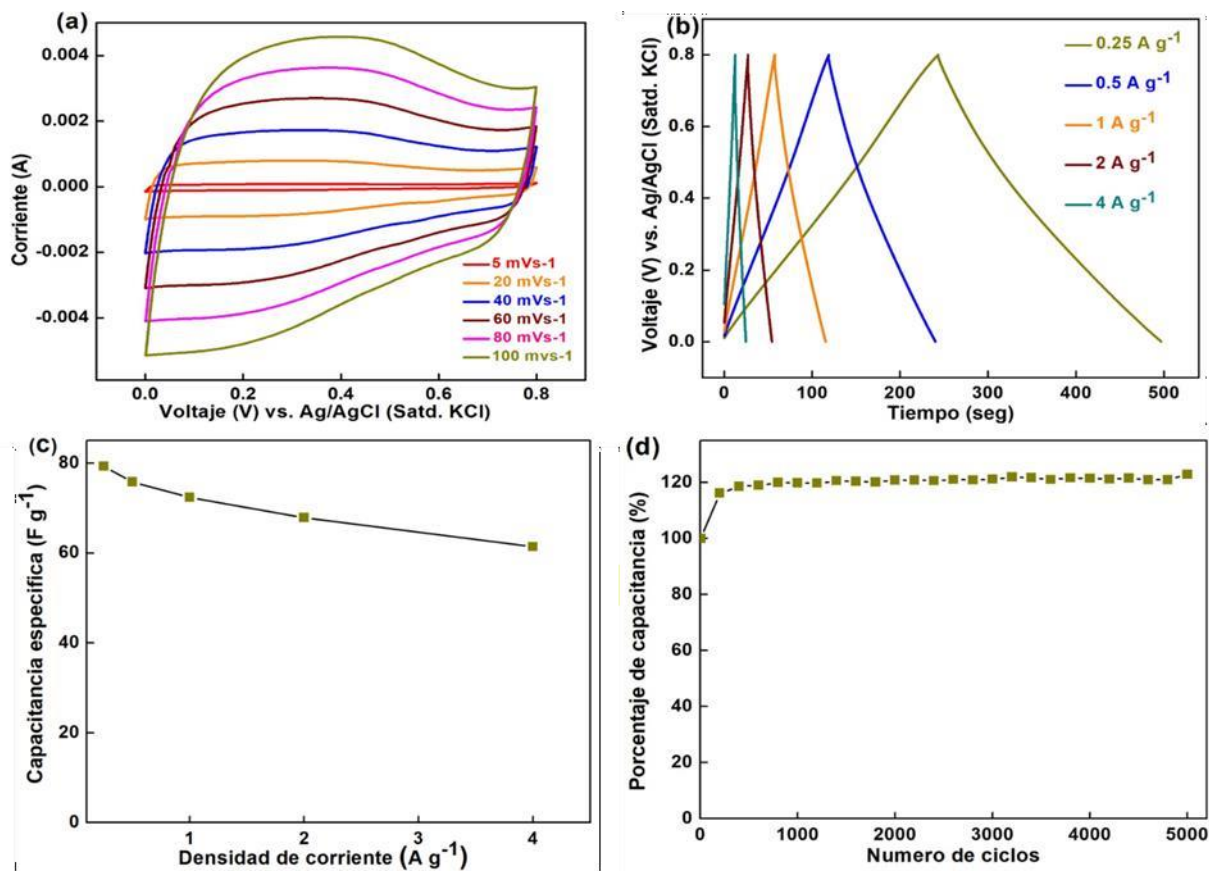 (a)
0.004
0.002
0.000
-0.002
-0.004
Corriente (A)
5 mVs-1
20 mVs-1
40 mVs-1
60 mVs-1
80 mVs-1
100 mvs-1
0.0 0.2 0.4 0.6 0.8
Voltaje (V) vs. Ag/AgCl (Satd. KCl)
(b)
0.8
0.6
0.4
0.2
0.0
Voltaje (V) vs. Ag/AgCl (Satd. KCl)
0.25 A g-1
0.5 A g-1
1 A g-1
2 A g-1
4 A g-1
0 100 200 300 400 500
Tiempo (seg)
(c)
80
60
40
20
0
Capacitancia especifica (F g-1)
1 2 3 4
Densidad de corriente (A g-1)
(d)
120
100
80
60
40
20
0
Porcentaje de capacitancia (%)
0 1000 2000 3000 4000 5000
Numero de ciclos